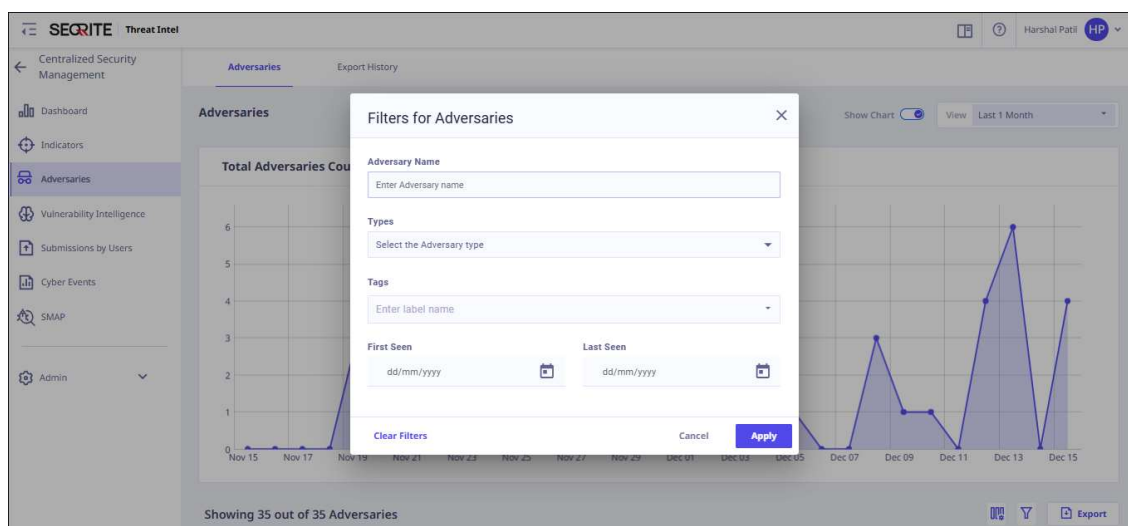 SEQRITE Threat Intel
Harshal Patil HP
Centralized Security
Management
Adversaries Export History
Dashboard
Indicators
Adversaries
Vulnerability Intelligence
Submissions by Users
Cyber Events
SMAP
Admin
Adversaries
Show Chart View Last 1 Month
Total Adversaries Cou
6
5
4
3
2
1
0
Nov 15 Nov 17 Nov 19 Nov 21 Nov 23 Nov 25 Nov 27 Nov 29 Dec 01 Dec 03 Dec 05 Dec 07 Dec 09 Dec 11 Dec 13 Dec 15
Filters for Adversaries
Adversary Name
Enter Adversary name
Types
Select the Adversary type
Tags
Enter label name
First Seen Last Seen
dd/mm/yyyy dd/mm/yyyy
Clear Filters Cancel Apply
Showing 35 out of 35 Adversaries
Export